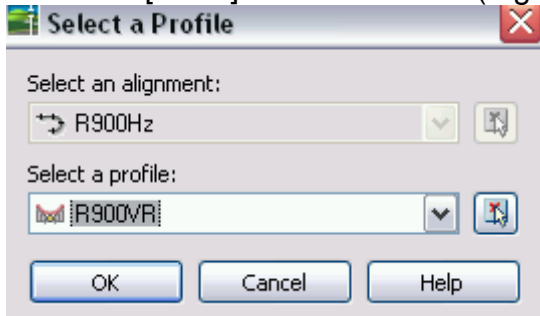 Select a Profile
Select an alignment:
R900Hz
Select a profile:
R900VR
OK Cancel Help